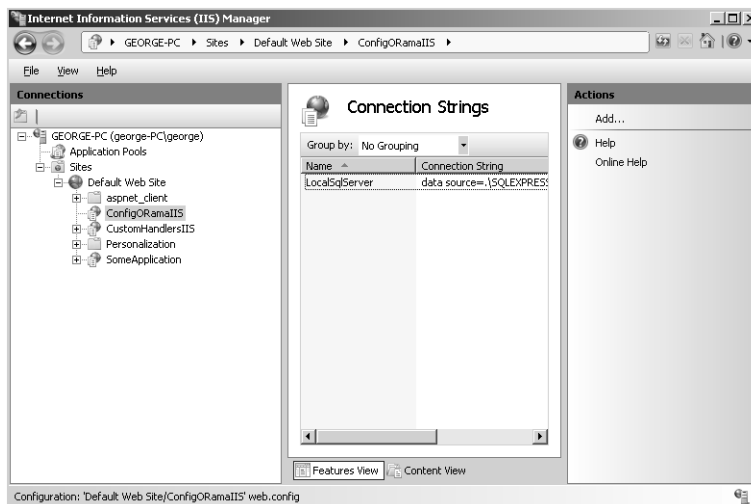 Internet Information Services (IIS) Manager
GEORGE-PC Sites Default Web Site ConfigORamaIIS
File View Help
Connections
GEORGE-PC (george-PC\george)
Application Pools
Sites
Default Web Site
aspnet_client
ConfigORamaIIS
CustomHandlersIIS
Personalization
SomeApplication
Connection Strings
Group by: No Grouping
Name Connection String
LocalSqlServer data source=.\SQLEXPRESS
Features View Content View
Actions
Add...
Help
Online Help
Configuration: 'Default Web Site/ConfigORamaIIS' web.config